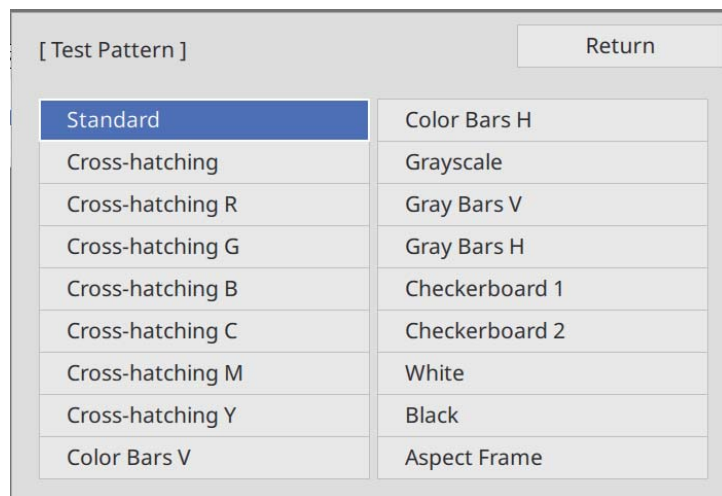 [ Test Pattern ]
Return
Standard
Cross-hatching
Cross-hatching R
Cross-hatching G
Cross-hatching B
Cross-hatching C
Cross-hatching M
Cross-hatching Y
Color Bars V
Color Bars H
Grayscale
Gray Bars V
Gray Bars H
Checkerboard 1
Checkerboard 2
White
Black
Aspect Frame